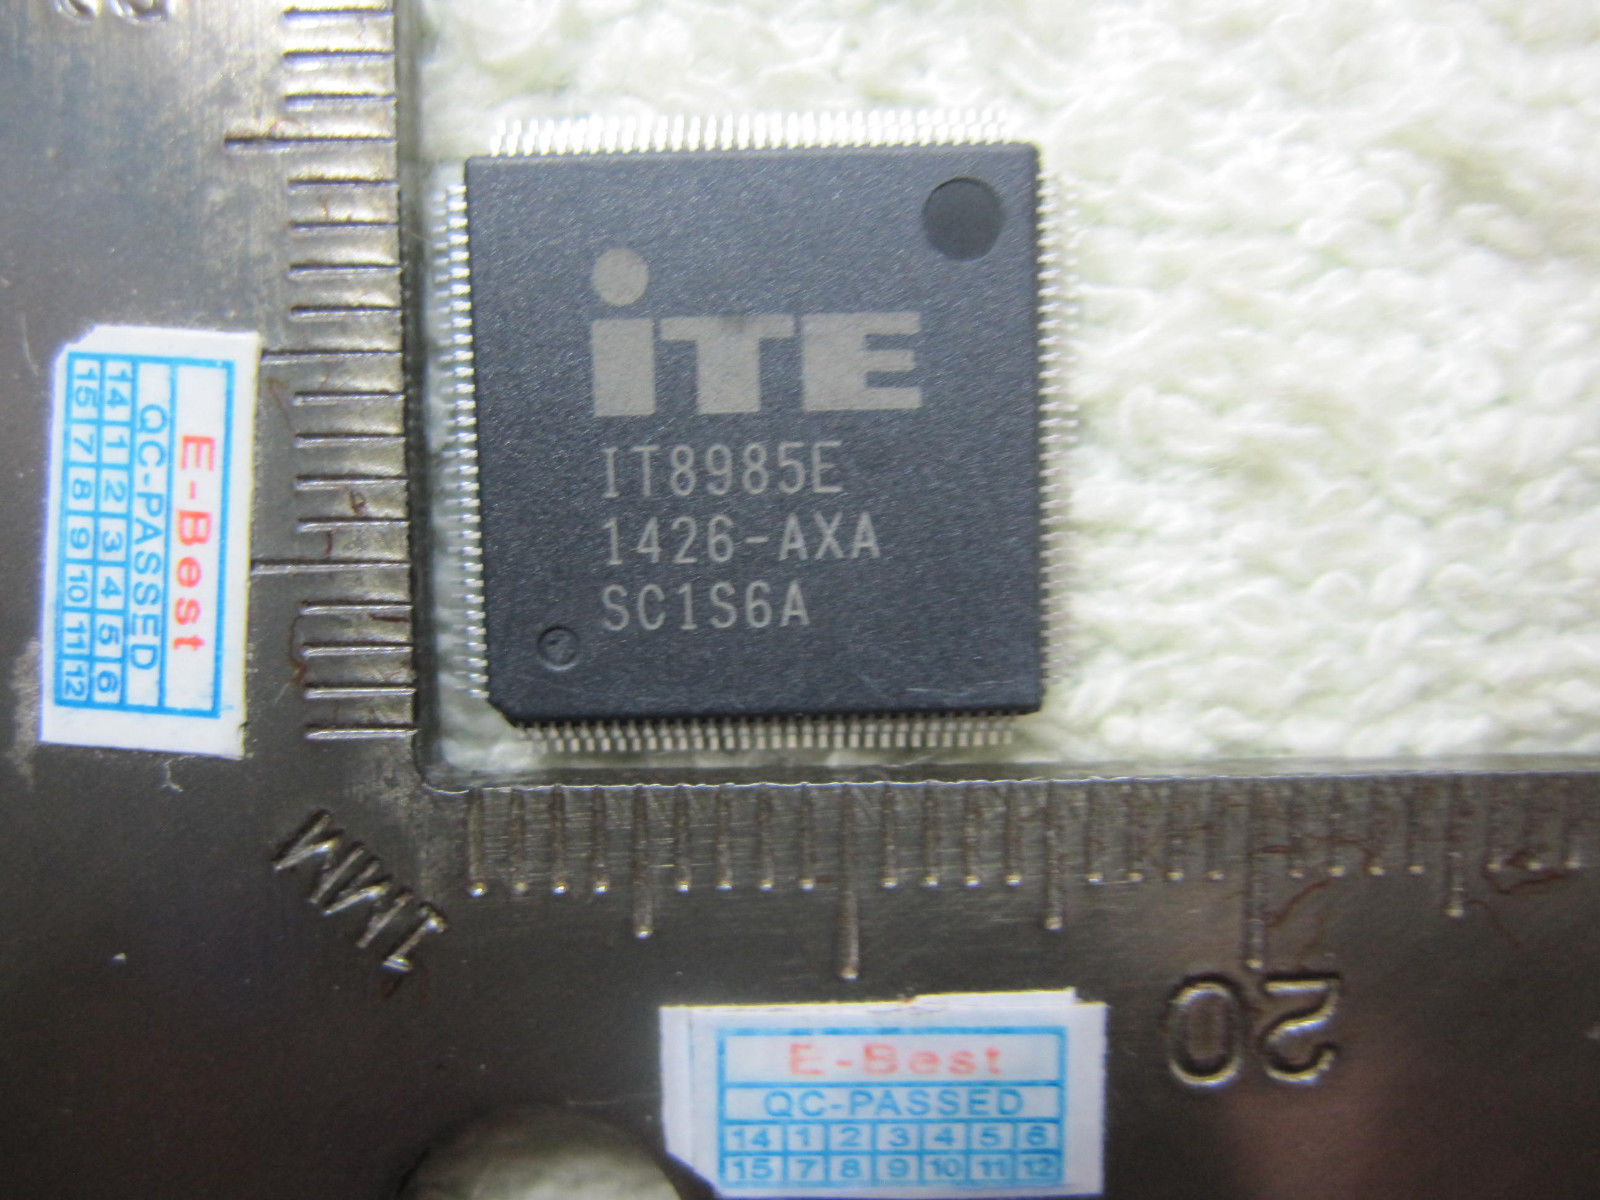 iTE
IT8985E
1426-AXA
SC1S6A
E-Best
QC-PASSED
14 1 2 3 4 5 6
15 7 8 9 10 11 12
1MM
20
E-Best
QC-PASSED
14 1 2 3 4 5 6
15 7 8 9 10 11 12